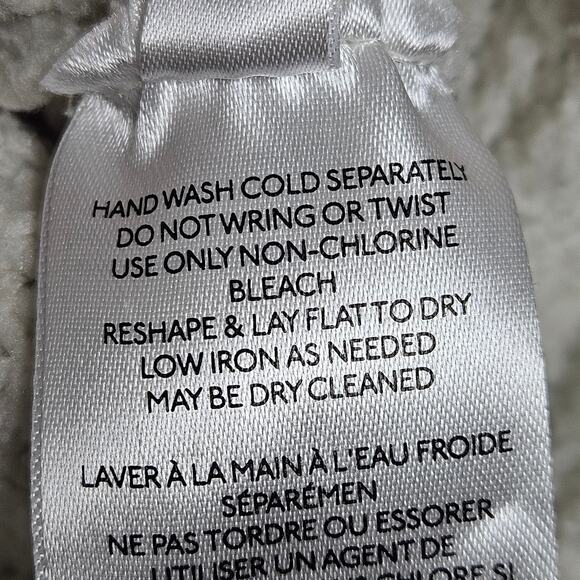 HAND WASH COLD SEPARATELY
DO NOT WRING OR TWIST
USE ONLY NON-CHLORINE
BLEACH
RESHAPE & LAY FLAT TO DRY
LOW IRON AS NEEDED
MAY BE DRY CLEANED
LAVER À LA MAIN À L'EAU FROIDE
SÉPARÉMEN
NE PAS TORDRE OU ESSORER
UTILISER UN AGENT DE
CHLORE SI